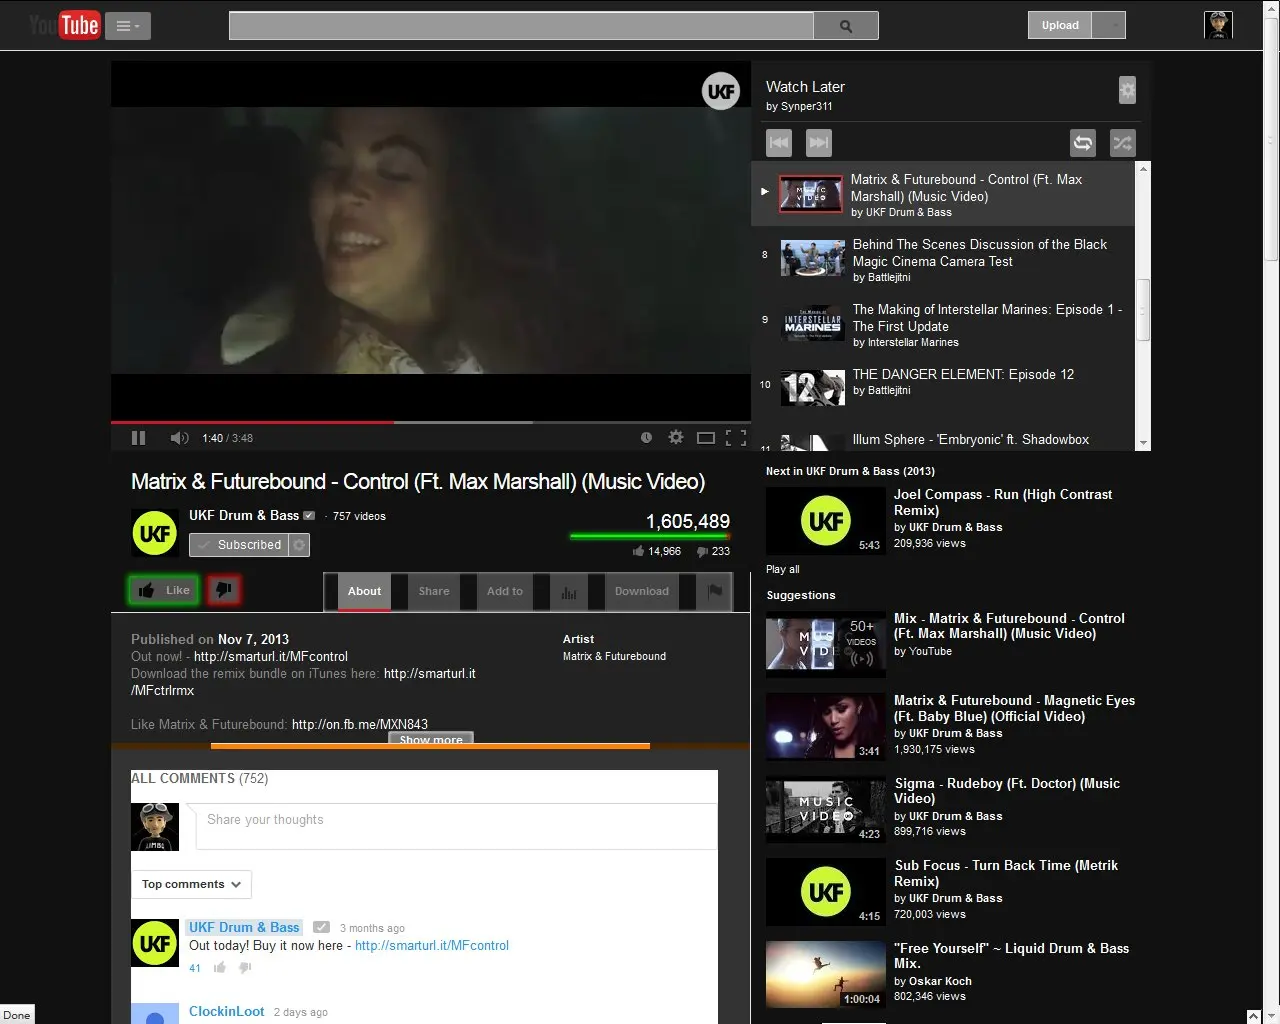 YouTube
Upload
UKF
Watch Later
by Synper311
MUSIC
VIDEO
Matrix & Futurebound - Control (Ft. Max
Marshall) (Music Video)
by UKF Drum & Bass
8
Behind The Scenes Discussion of the Black
Magic Cinema Camera Test
by Battlejitni
9
INTERSTELLAR
MARINES
The Making of Interstellar Marines: Episode 1 -
The First Update
by Interstellar Marines
10
12
THE DANGER ELEMENT: Episode 12
by Battlejitni
11
Illum Sphere - 'Embryonic' ft. Shadowbox
1:40 / 3:48
Matrix & Futurebound - Control (Ft. Max Marshall) (Music Video)
UKF
UKF Drum & Bass · 757 videos
Subscribed
1,605,489
14,966 233
Like
About Share Add to Download
Published on Nov 7, 2013
Out now! - http://smarturl.it/MFcontrol
Download the remix bundle on iTunes here: http://smarturl.it
/MFctrlrmx
Like Matrix & Futurebound: http://on.fb.me/MXN843
Show more
Artist
Matrix & Futurebound
ALL COMMENTS (752)
Share your thoughts
Top comments
UKF
UKF Drum & Bass 3 months ago
Out today! Buy it now here - http://smarturl.it/MFcontrol
41
ClockinLoot 2 days ago
Next in UKF Drum & Bass (2013)
UKF
5:43
Joel Compass - Run (High Contrast
Remix)
by UKF Drum & Bass
209,936 views
Play all
Suggestions
50+
VIDEOS
Mix - Matrix & Futurebound - Control
(Ft. Max Marshall) (Music Video)
by YouTube
3:41
Matrix & Futurebound - Magnetic Eyes
(Ft. Baby Blue) (Official Video)
by UKF Drum & Bass
1,930,175 views
MUSIC
VIDEO
4:23
Sigma - Rudeboy (Ft. Doctor) (Music
Video)
by UKF Drum & Bass
899,716 views
UKF
4:15
Sub Focus - Turn Back Time (Metrik
Remix)
by UKF Drum & Bass
720,003 views
1:00:04
"Free Yourself" ~ Liquid Drum & Bass
Mix.
by Oskar Koch
802,346 views
Done